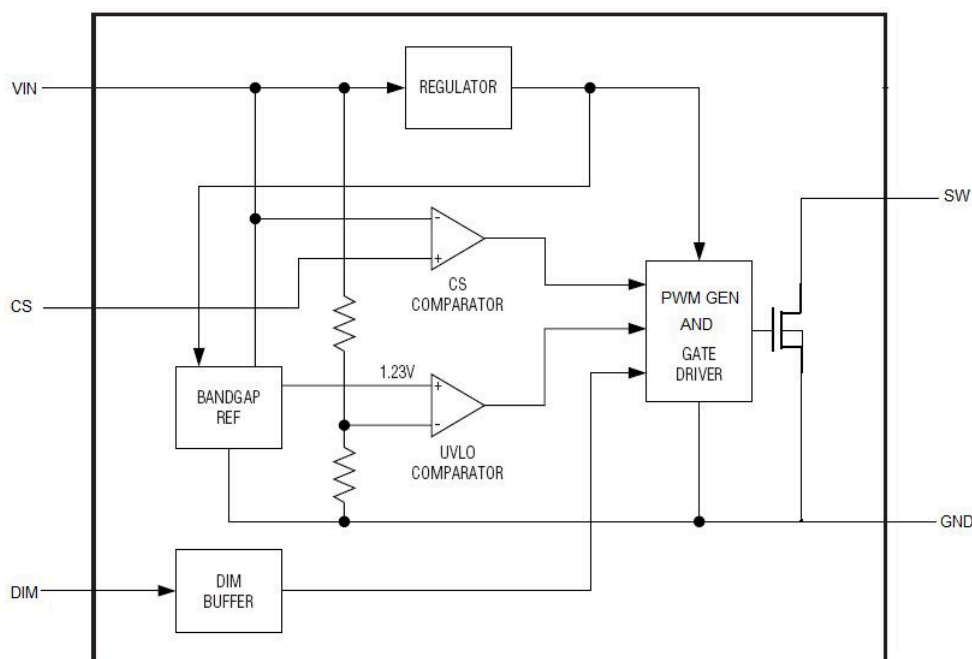 VIN
REGULATOR
SW
-
+
CS
COMPARATOR
CS
PWM GEN
AND
GATE
DRIVER
1.23V
BANDGAP
REF
+
-
UVLO
COMPARATOR
GND
DIM
DIM
BUFFER